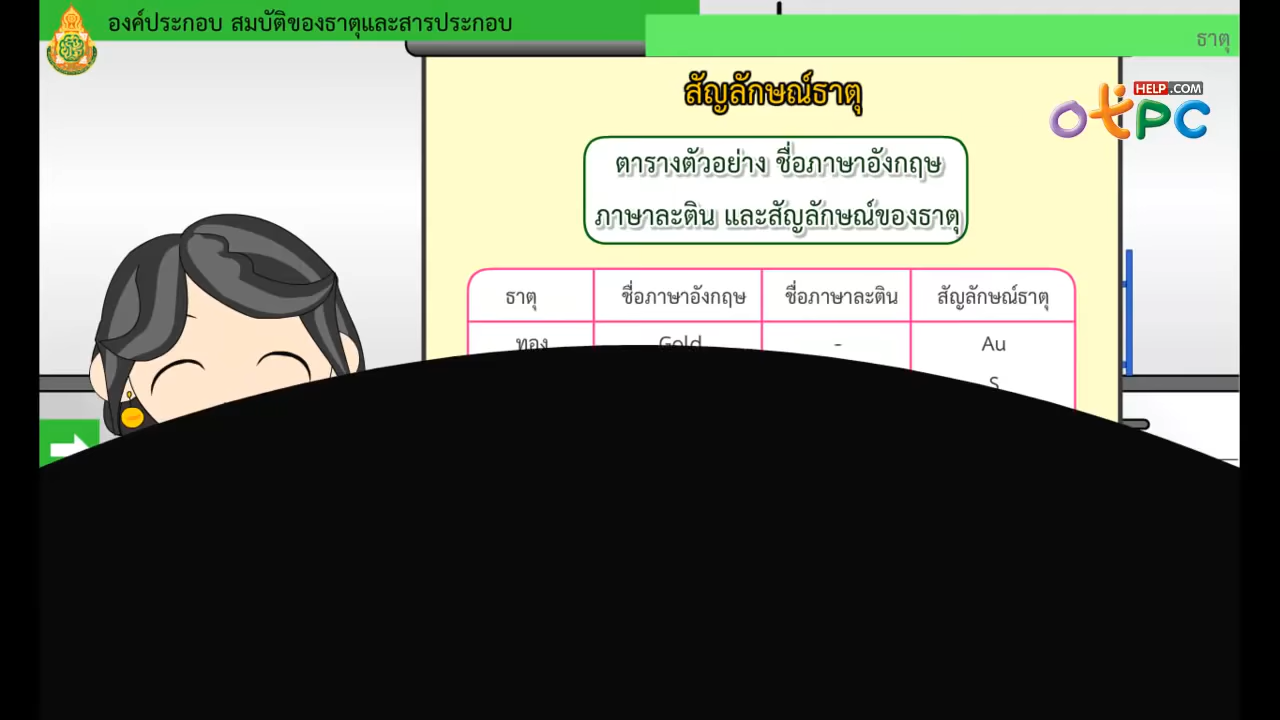 องค์ประกอบ สมบัติของธาตุและสารประกอบ
ธาตุ
HELP.COM
otPC
สัญลักษณ์ธาตุ
ตารางตัวอย่าง ชื่อภาษาอังกฤษ
ภาษาละติน และสัญลักษณ์ของธาตุ
ธาตุ ชื่อภาษาอังกฤษ ชื่อภาษาละติน สัญลักษณ์ธาตุ
ทอง Gold - Au
S